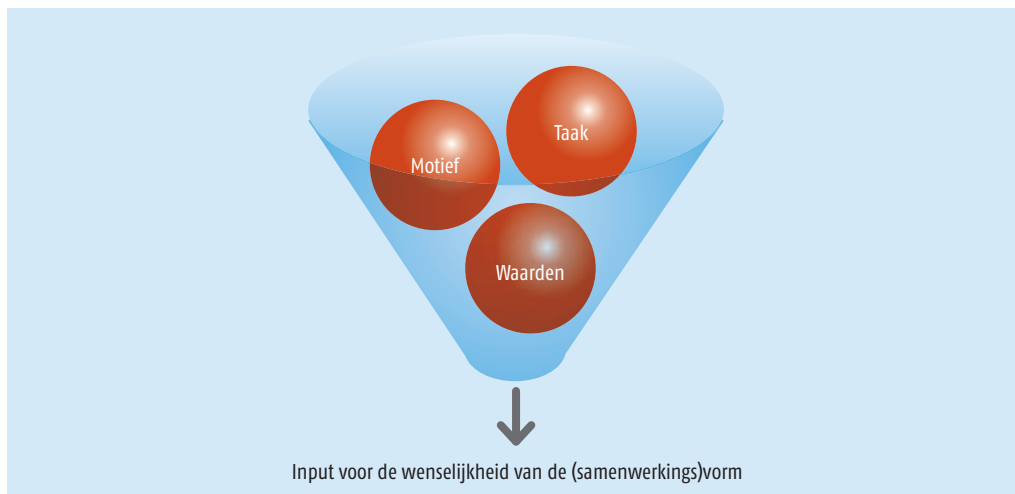 Taak
Motief
Waarden
Input voor de wenselijkheid van de (samenwerkings)vorm